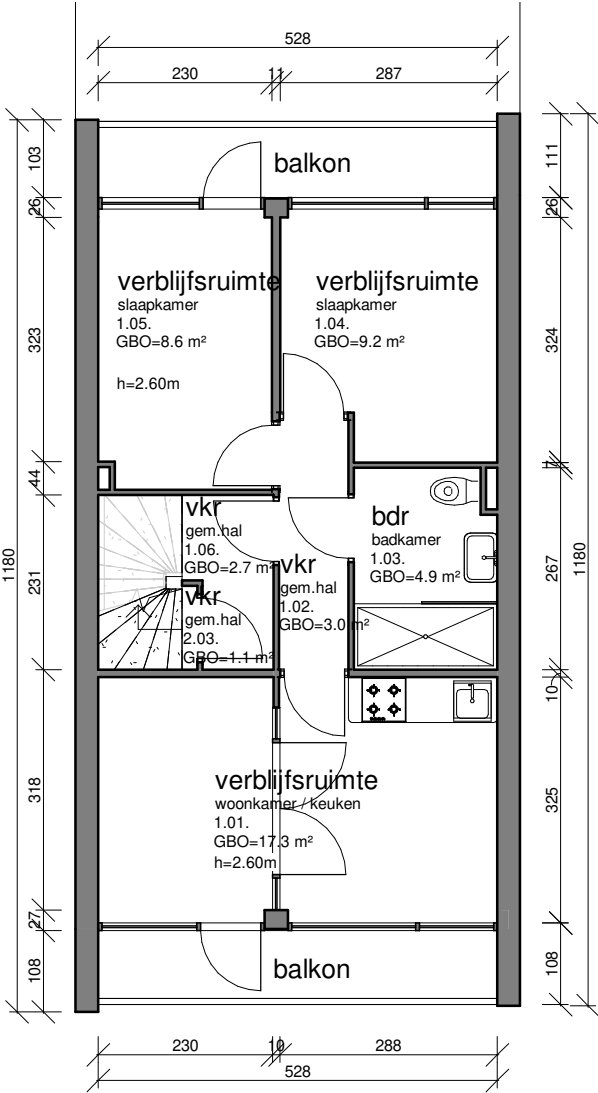 528
230
11
287
103
111
balkon
26
26
verblijfsruimte
slaapkamer
1.05.
GBO=8.6 m²
h=2.60m
verblijfsruimte
slaapkamer
1.04.
GBO=9.2 m²
323
324
44
vkr
gem.hal
1.06.
GBO=2.7 m²
bdr
badkamer
1.03.
GBO=4.9 m²
1180
231
vkr
gem.hal
1.02.
GBO=3.0 m²
267
1180
vkr
gem.hal
2.03.
GBO=1.1 m²
10
verblijfsruimte
woonkamer / keuken
1.01.
GBO=17.3 m²
h=2.60m
318
325
27
108
balkon
108
230
10
288
528